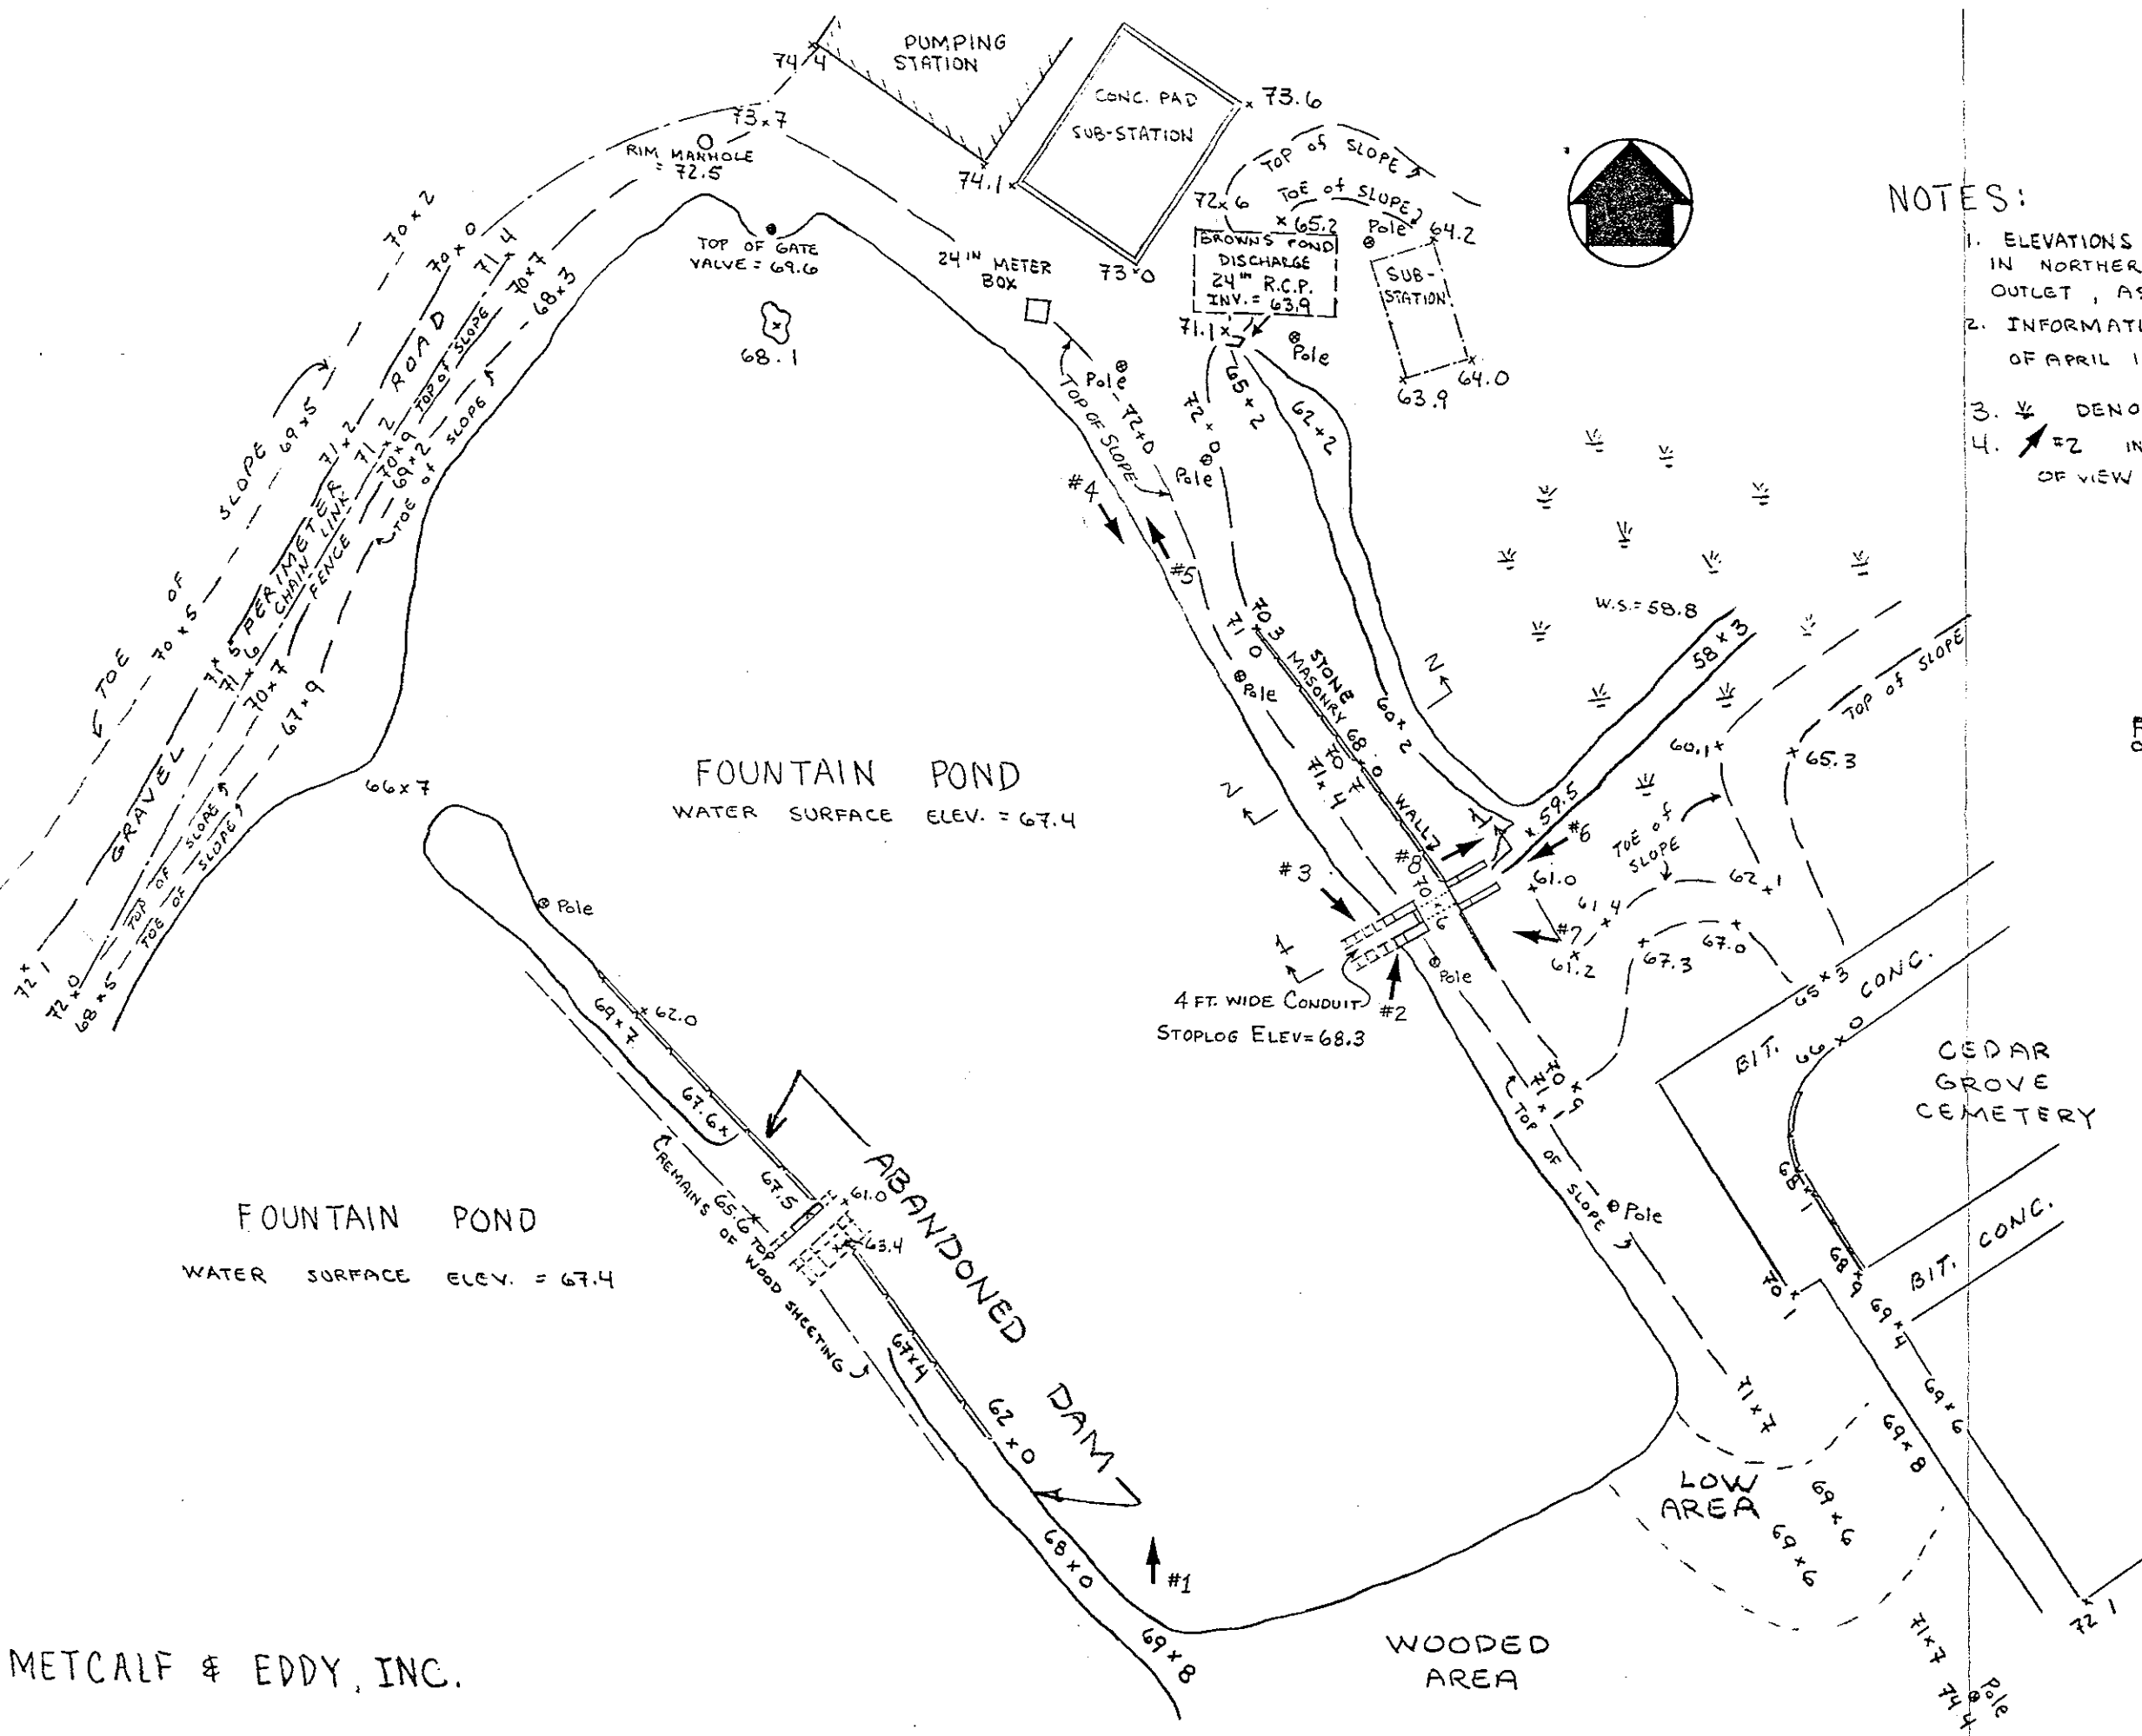 PUMPING
STATION
74 x 4
CONC. PAD
SUB-STATION
x 73.6
73 x 7
RIM MANHOLE
= 72.5
74.1 x
TOP of SLOPE
TOE of SLOPE
72 x 6
x 65.2
Pole
64.2
BROWNS POND
DISCHARGE
24" R.C.P.
INV. = 63.9
SUB-
STATION
71.1 x
Pole
64.0
63.9
73 x 0
TOP OF GATE
VALVE = 69.6
24 IN METER
BOX
68.1
NOTES:
1. ELEVATIONS
IN NORTHER
OUTLET , AS
2. INFORMATI
OF APRIL 1
3. DENO
4. #2 IN
OF VIEW
70 x 2
70 x 0
71 x 4
70 x 7
68 x 3
TOE OF SLOPE
69 x 5
70 x 5
GRAVEL PERIMETER ROAD
CHAIN LINK
FENCE
TOP of SLOPE
TOE of SLOPE
71 x 2
71 x 2
70 x 9
69 x 2
71 x 5
71 x 6
70 x 7
67 x 9
TOP OF SLOPE
TOE OF SLOPE
72 x 1
72 x 0
68 x 5
66 x 7
Pole
72 + 0
TOP OF SLOPE
72 x 0
Pole
65 x 2
62 + 2
#4
#5
W.S. = 58.8
58 x 3
70 x 3
71 x 0
STONE
MASONRY
WALL
Pole
68 x 0
70 x 7
71 x 4
60 x 2
2
2
FOUNTAIN POND
WATER SURFACE ELEV. = 67.4
TOP of SLOPE
60.1 x
x 65.3
x 59.5
#6
#8
TOE of
SLOPE
#3
70 x 6
61.0
61.4
62 x 1
#7
61.2
67.3
67.0
1
1
Pole
4 FT. WIDE CONDUIT
#2
STOPLOG ELEV=68.3
65 x 3
BIT. CONC.
66 x 0
CEDAR
GROVE
CEMETERY
70 x 9
71 x 1
TOP OF SLOPE
Pole
68 x 1
68 x 9
BIT. CONC.
70 x 1
69 x 4
69 x 6
69 x 8
Pole
x 62.0
69 x 7
67.6 x
67.5
61.0
63.4
65.6 x
REMAINS OF TOP WOOD SHEETING
ABANDONED DAM
FOUNTAIN POND
WATER SURFACE ELEV. = 67.4
67 x 4
62 x 0
68 x 0
#1
69 x 8
71 x 7
LOW
AREA
69 x 6
69 x 6
WOODED
AREA
71 x 7
Pole
74.4
72 x 1
METCALF & EDDY, INC.